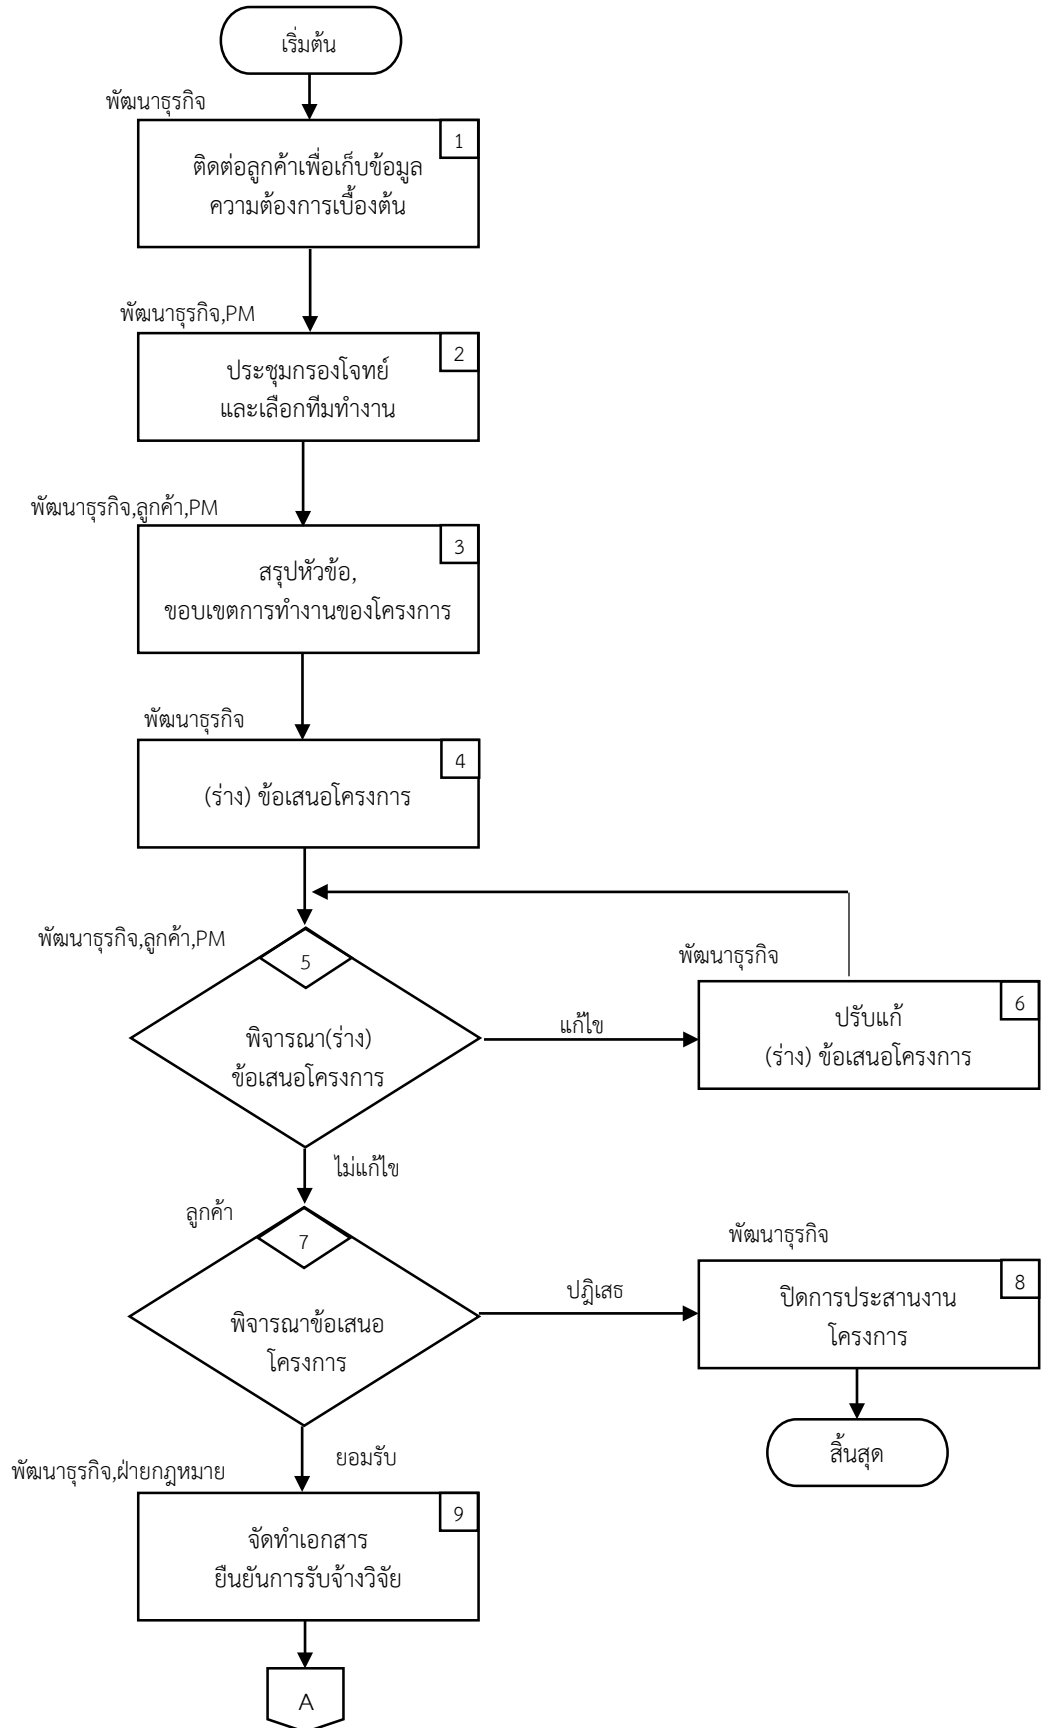 เริ่มต้น
พัฒนาธุรกิจ
1
ติดต่อลูกค้าเพื่อเก็บข้อมูล
ความต้องการเบื้องต้น
พัฒนาธุรกิจ,PM
2
ประชุมกรองโจทย์
และเลือกทีมทำงาน
พัฒนาธุรกิจ,ลูกค้า,PM
3
สรุปหัวข้อ,
ขอบเขตการทำงานของโครงการ
พัฒนาธุรกิจ
4
(ร่าง) ข้อเสนอโครงการ
พัฒนาธุรกิจ,ลูกค้า,PM
5
พิจารณา(ร่าง)
ข้อเสนอโครงการ
แก้ไข
พัฒนาธุรกิจ
6
ปรับแก้
(ร่าง) ข้อเสนอโครงการ
ไม่แก้ไข
ลูกค้า
7
พิจารณาข้อเสนอ
โครงการ
ปฎิเสธ
พัฒนาธุรกิจ
8
ปิดการประสานงาน
โครงการ
สิ้นสุด
ยอมรับ
พัฒนาธุรกิจ,ฝ่ายกฎหมาย
9
จัดทำเอกสาร
ยืนยันการรับจ้างวิจัย
A